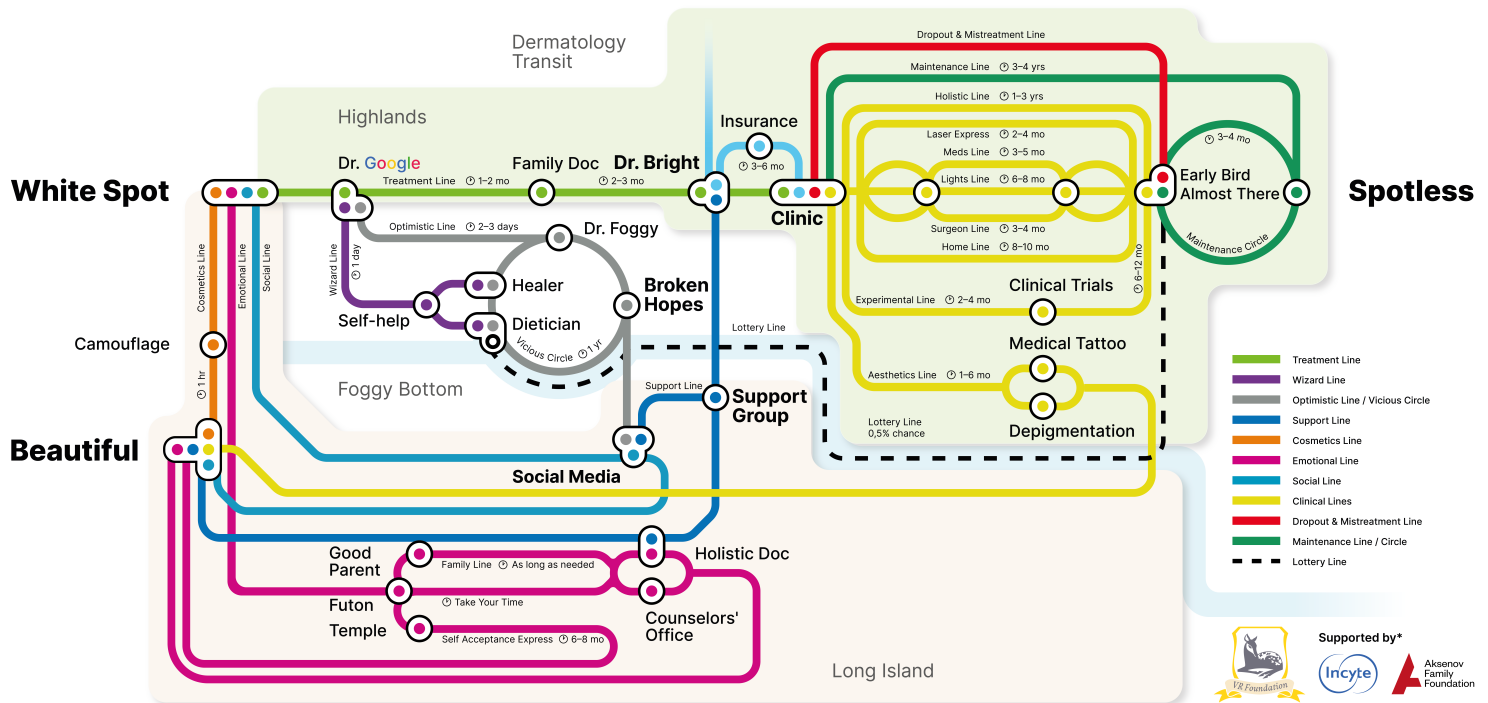 Dermatology
Transit
Dropout & Mistreatment Line
Maintenance Line 3–4 yrs
Holistic Line 1–3 yrs
Highlands
Insurance
Laser Express 2–4 mo
3–4 mo
Dr. Google
Family Doc
Dr. Bright
3–6 mo
Meds Line 3–5 mo
White Spot
Treatment Line 1–2 mo
2–3 mo
Lights Line 6–8 mo
Early Bird
Almost There
Spotless
Clinic
Optimistic Line 2–3 days
Dr. Foggy
Surgeon Line 3–4 mo
Home Line 8–10 mo
Maintenance Circle
Cosmetics Line
Emotional Line
Social Line
Wizard Line
1 day
6–12 mo
Healer
Broken
Hopes
Clinical Trials
Experimental Line 2–4 mo
Self-help
Dietician
Lottery Line
Camouflage
Vicious Circle 1 yr
Medical Tattoo
1 hr
Foggy Bottom
Support Line
Support
Group
Aesthetics Line 1–6 mo
Lottery Line
0,5% chance
Depigmentation
Beautiful
Social Media
Treatment Line
Wizard Line
Optimistic Line / Vicious Circle
Support Line
Cosmetics Line
Emotional Line
Social Line
Clinical Lines
Dropout & Mistreatment Line
Maintenance Line / Circle
Lottery Line
Good
Parent
Family Line As long as needed
Holistic Doc
Futon
Take Your Time
Temple
Self Acceptance Express 6–8 mo
Counselors'
Office
Long Island
VR Foundation
Supported by*
Incyte
Aksenov
Family
Foundation